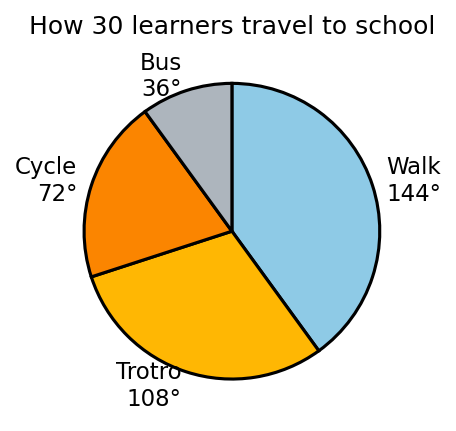 How 30 learners travel to school
Bus
36°
Cycle
72°
Walk
144°
Trotro
108°